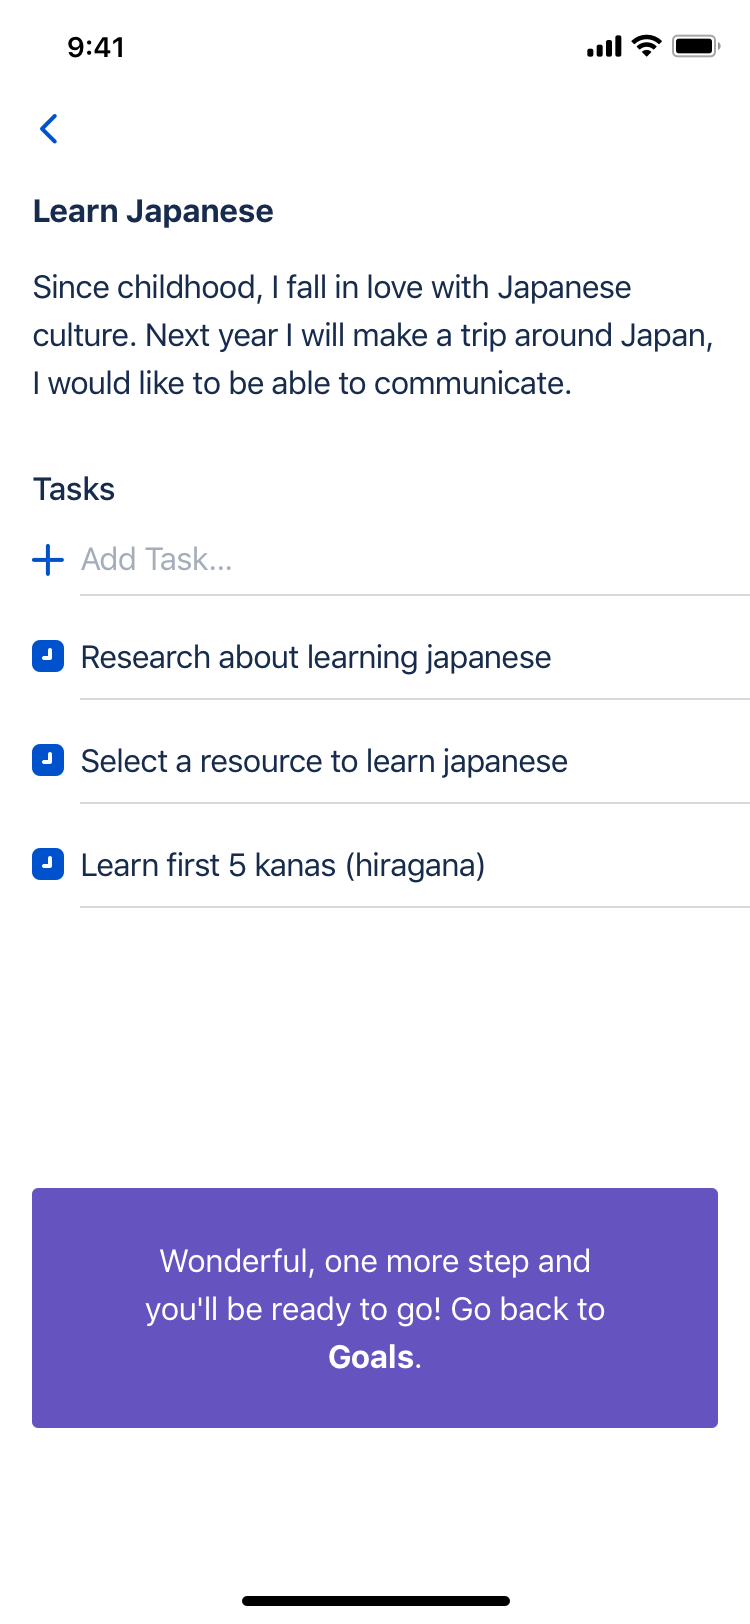 9:41
Learn Japanese
Since childhood, I fall in love with Japanese
culture. Next year I will make a trip around Japan,
I would like to be able to communicate.
Tasks
Add Task...
Research about learning japanese
Select a resource to learn japanese
Learn first 5 kanas (hiragana)
Wonderful, one more step and
you'll be ready to go! Go back to
Goals.